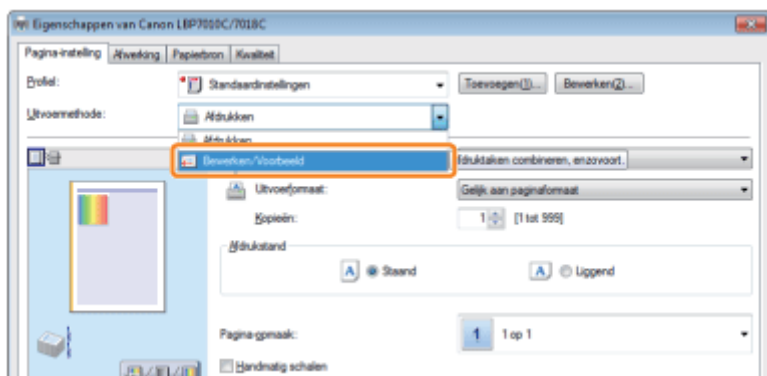 Eigenschappen van Canon LBP7010C/7018C
Pagina-instelling Afwerking Papierbron Kwaliteit
Profiel: Standaardinstellingen Toevoegen(1)... Bewerken(2)...
Uitvoermethode: Afdrukken
Afdrukken
Bewerken/Voorbeeld
fdruktaken combineren, enzovoort.
Uitvoerformaat: Gelijk aan paginaformaat
Kopieën: 1 [1 tot 999]
Afdrukstand
A Staand A Liggend
Pagina-opmaak: 1 1 op 1
Handmatig schalen